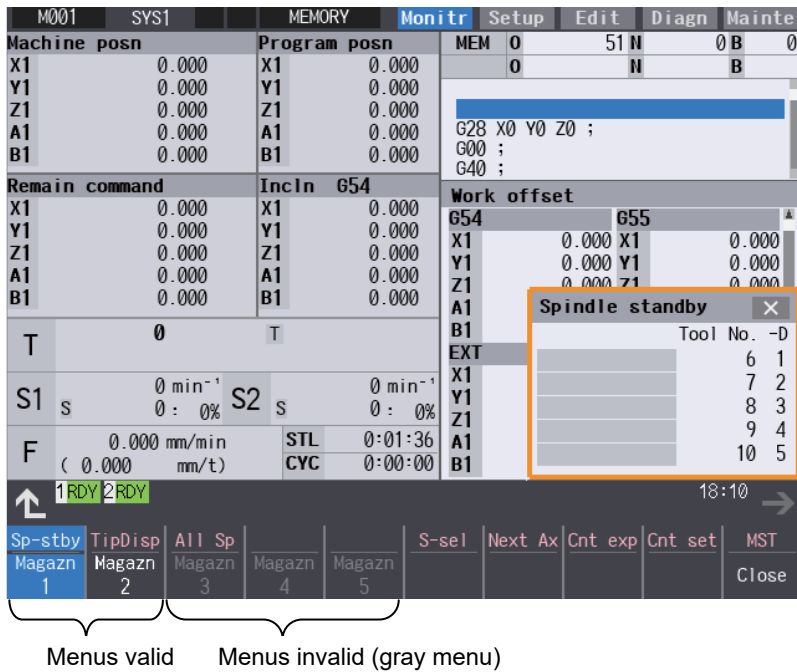 M001 SYS1 MEMORY Monitr Setup Edit Diagn Mainte
Machine posn
X1 0.000
Y1 0.000
Z1 0.000
A1 0.000
B1 0.000
Program posn
X1 0.000
Y1 0.000
Z1 0.000
A1 0.000
B1 0.000
MEM O 51 N 0 B 0
O N B
G28 X0 Y0 Z0 ;
G00 ;
G40 ;
Remain command
X1 0.000
Y1 0.000
Z1 0.000
A1 0.000
B1 0.000
Incln G54
X1 0.000
Y1 0.000
Z1 0.000
A1 0.000
B1 0.000
Work offset
G54 G55
X1 0.000 X1 0.000
Y1 0.000 Y1 0.000
Z1 0.000 Z1 0.000
A1
B1
EXT
X1
Y1
Z1
A1
B1
Spindle standby ×
Tool No. -D
6 1
7 2
8 3
9 4
10 5
T 0 T
S1 S 0 min⁻¹ 0 : 0%
S2 S 0 min⁻¹ 0 : 0%
F 0.000 mm/min
( 0.000 mm/t)
STL 0:01:36
CYC 0:00:00
1 RDY 2 RDY 18:10
Sp-stby TipDisp All Sp S-sel Next Ax Cnt exp Cnt set MST
Magazn 1 Magazn 2 Magazn 3 Magazn 4 Magazn 5 Close
Menus valid Menus invalid (gray menu)